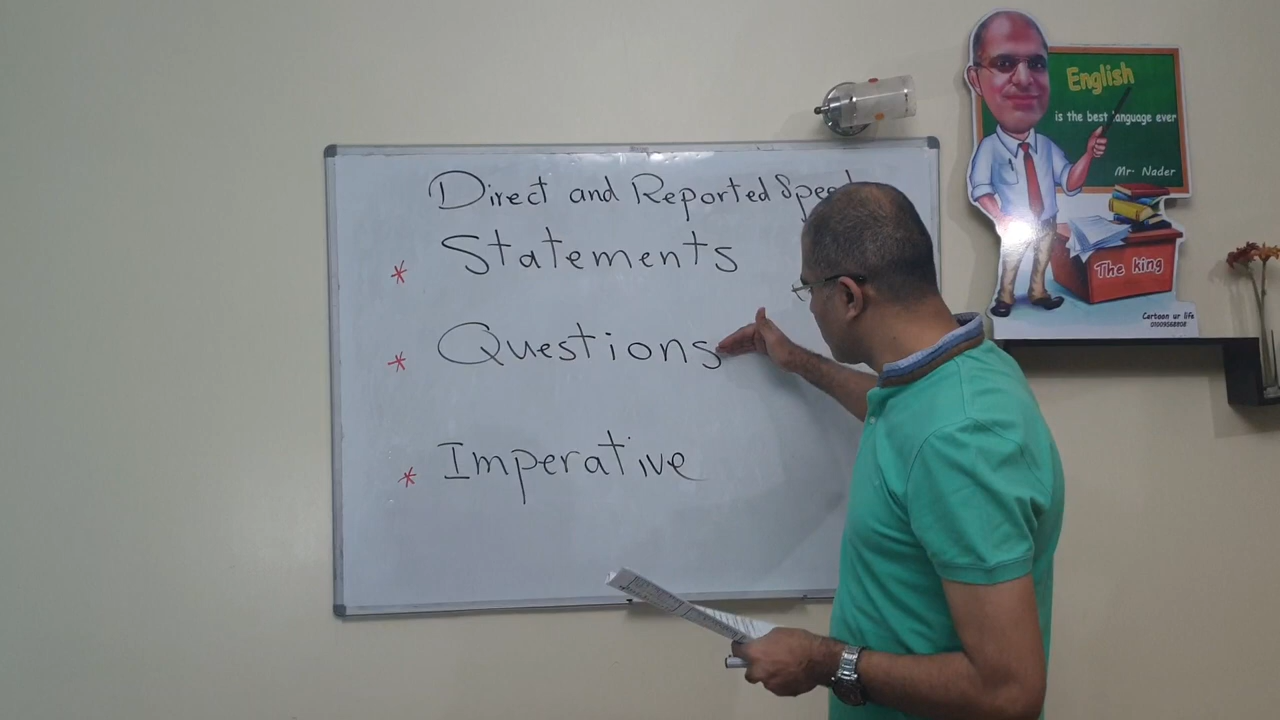 Direct and Reported Speech
* Statements
* Questions
* Imperative
English
is the best language ever
Mr. Nader
The king
Cartoon ur life